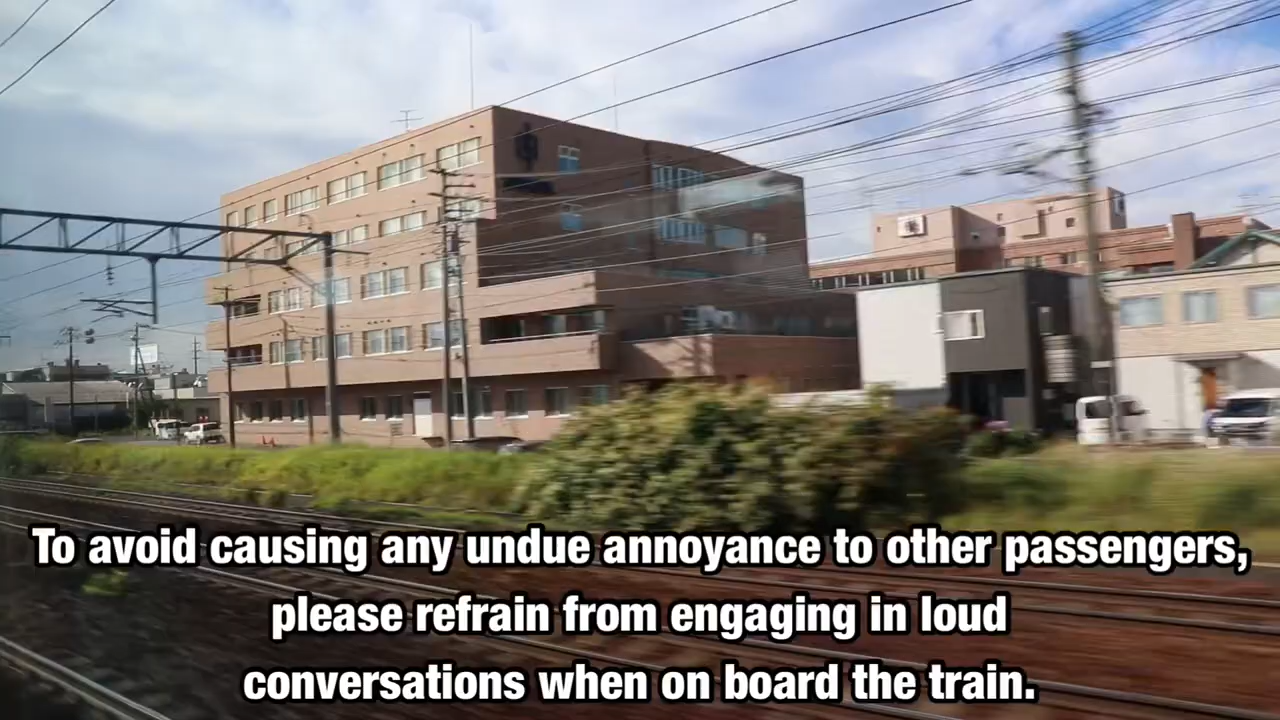 To avoid causing any undue annoyance to other passengers,
please refrain from engaging in loud
conversations when on board the train.